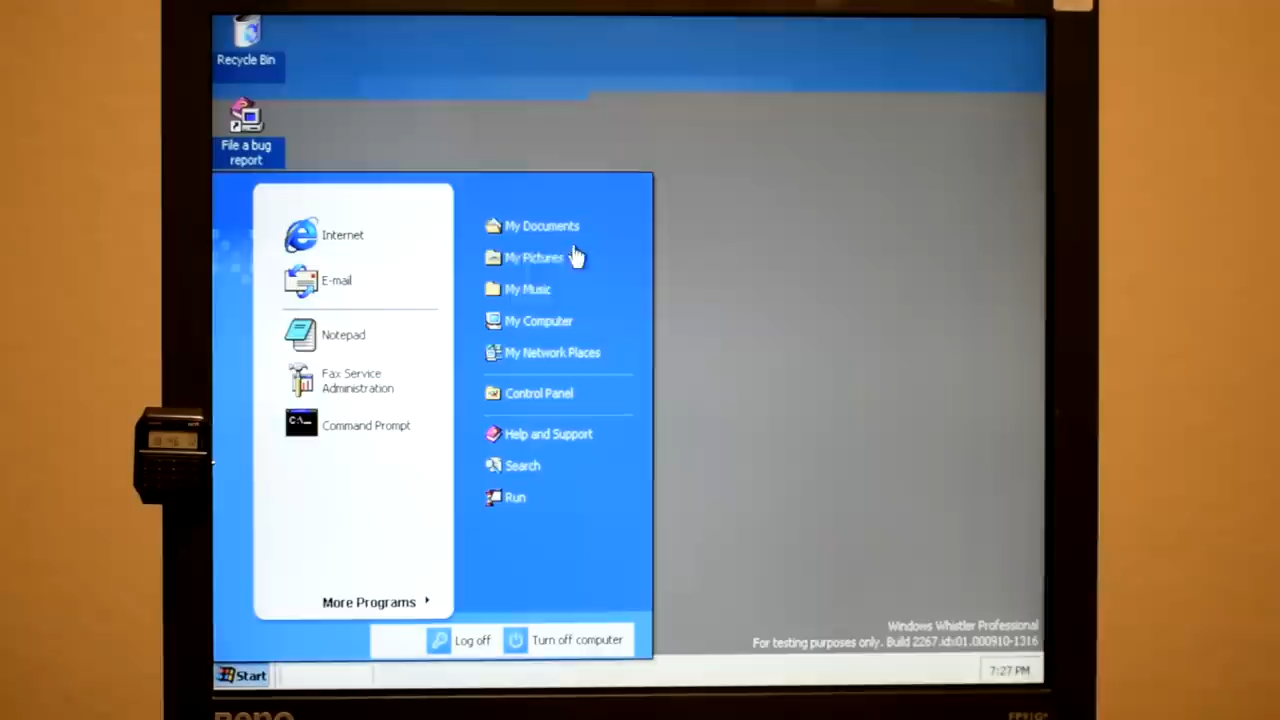 Recycle Bin
File a bug
report
Internet
E-mail
Notepad
Fax Service
Administration
Command Prompt
More Programs
My Documents
My Pictures
My Music
My Computer
My Network Places
Control Panel
Help and Support
Search
Run
Log off
Turn off computer
Windows Whistler Professional
For testing purposes only. Build 2267.idx01.000910-1316
Start
7:27 PM